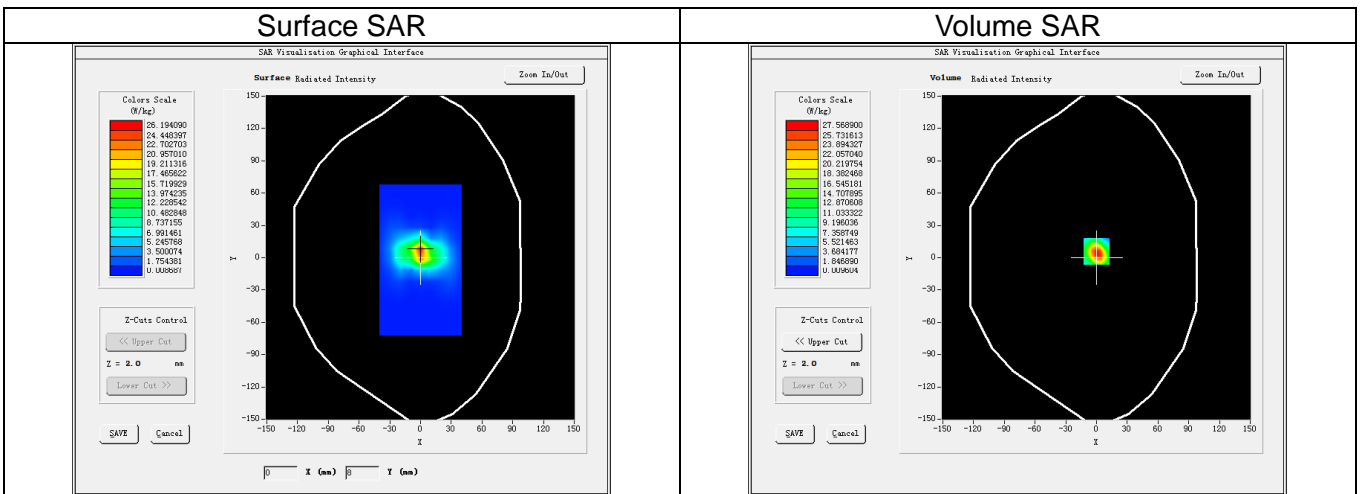 Surface SAR
SAR Visualisation Graphical Interface
Surface Radiated Intensity
Zoom In/Out
Colors Scale
(W/kg)
26.194090
24.448397
22.702703
20.957010
19.211316
17.465622
15.719929
13.974235
12.228542
10.482848
8.737155
6.991461
5.245768
3.500074
1.754381
0.008687
Z-Cuts Control
<< Upper Cut
Z = 2.0 mm
Lower Cut >>
SAVE Cancel
150
120
90
60
30
Y 0
-30
-60
-90
-120
-150
-150 -120 -90 -60 -30 0 30 60 90 120 150
X
0 X (mm) 8 Y (mm)
Volume SAR
SAR Visualisation Graphical Interface
Volume Radiated Intensity
Zoom In/Out
Colors Scale
(W/kg)
27.568900
25.731613
23.894327
22.057040
20.219754
18.382468
16.545181
14.707895
12.870608
11.033322
9.196036
7.358749
5.521463
3.684177
1.846890
0.009604
Z-Cuts Control
<< Upper Cut
Z = 2.0 mm
Lower Cut >>
SAVE Cancel
150
120
90
60
30
Y 0
-30
-60
-90
-120
-150
-150 -120 -90 -60 -30 0 30 60 90 120 150
X